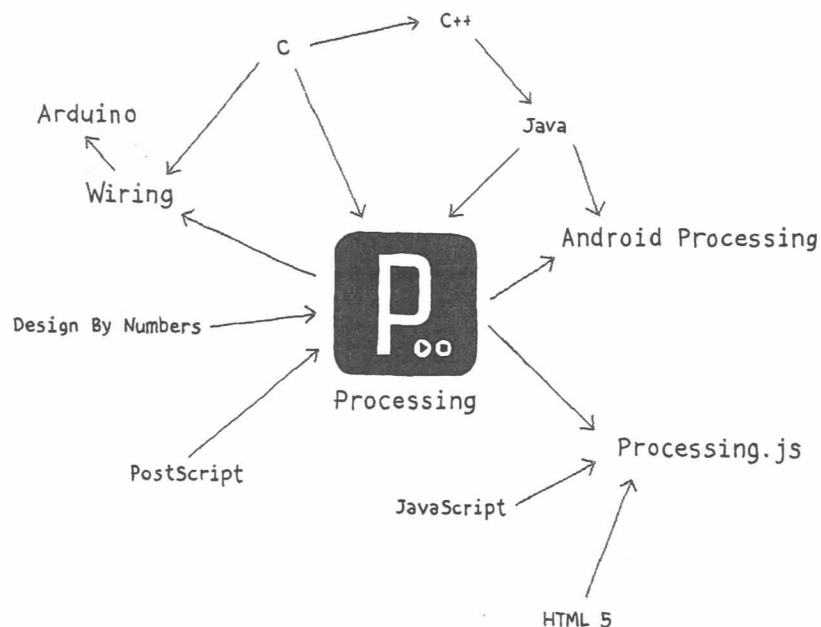 C++
C
Arduino
Java
Wiring
Android Processing
P
Design By Numbers
Processing
Processing.js
PostScript
JavaScript
HTML 5